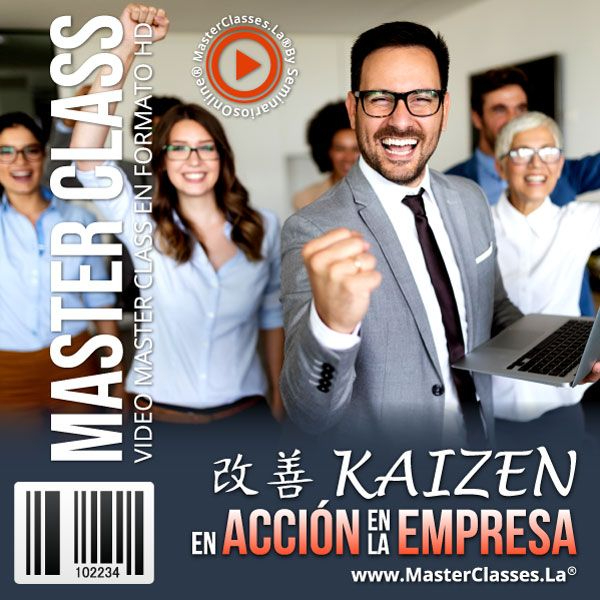 MASTER CLASS
VIDEO MASTER CLASS EN FORMATO HD
MasterClasses.La® By SeminariosOnline®
改善 KAIZEN
EN ACCIÓN EN LA EMPRESA
102234
www.MasterClasses.La®